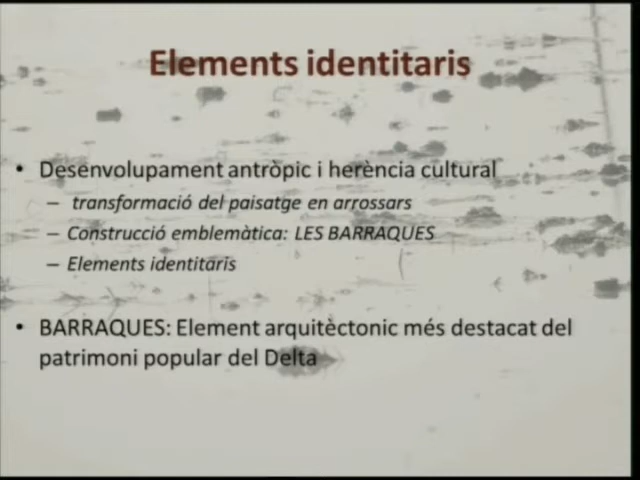 Elements identitaris
• Desenvolupament antròpic i herència cultural
– transformació del paisatge en arrossars
– Construcció emblemàtica: LES BARRAQUES
– Elements identitaris
• BARRAQUES: Element arquitèctonic més destacat del
patrimoni popular del Delta